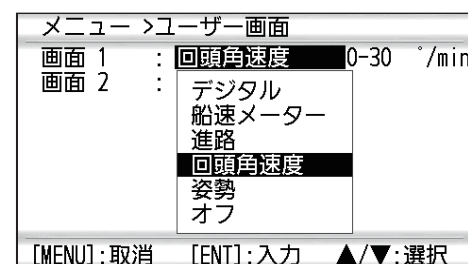 メニュー >ユーザー画面
画面 1 : 回頭角速度 0-30 ゜/min
画面 2 :
デジタル
船速メーター
進路
回頭角速度
姿勢
オフ
[MENU]:取消 [ENT]:入力 ▲/▼:選択